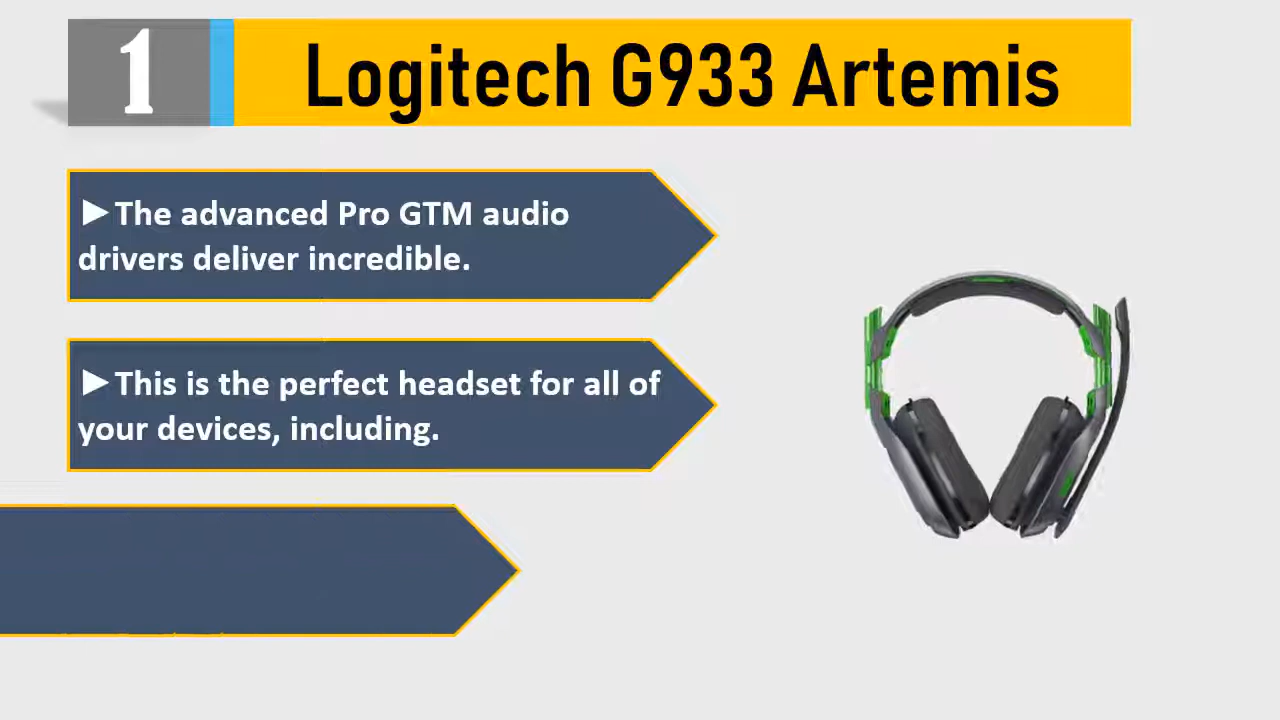 1
Logitech G933 Artemis
►The advanced Pro GTM audio
drivers deliver incredible.
►This is the perfect headset for all of
your devices, including.